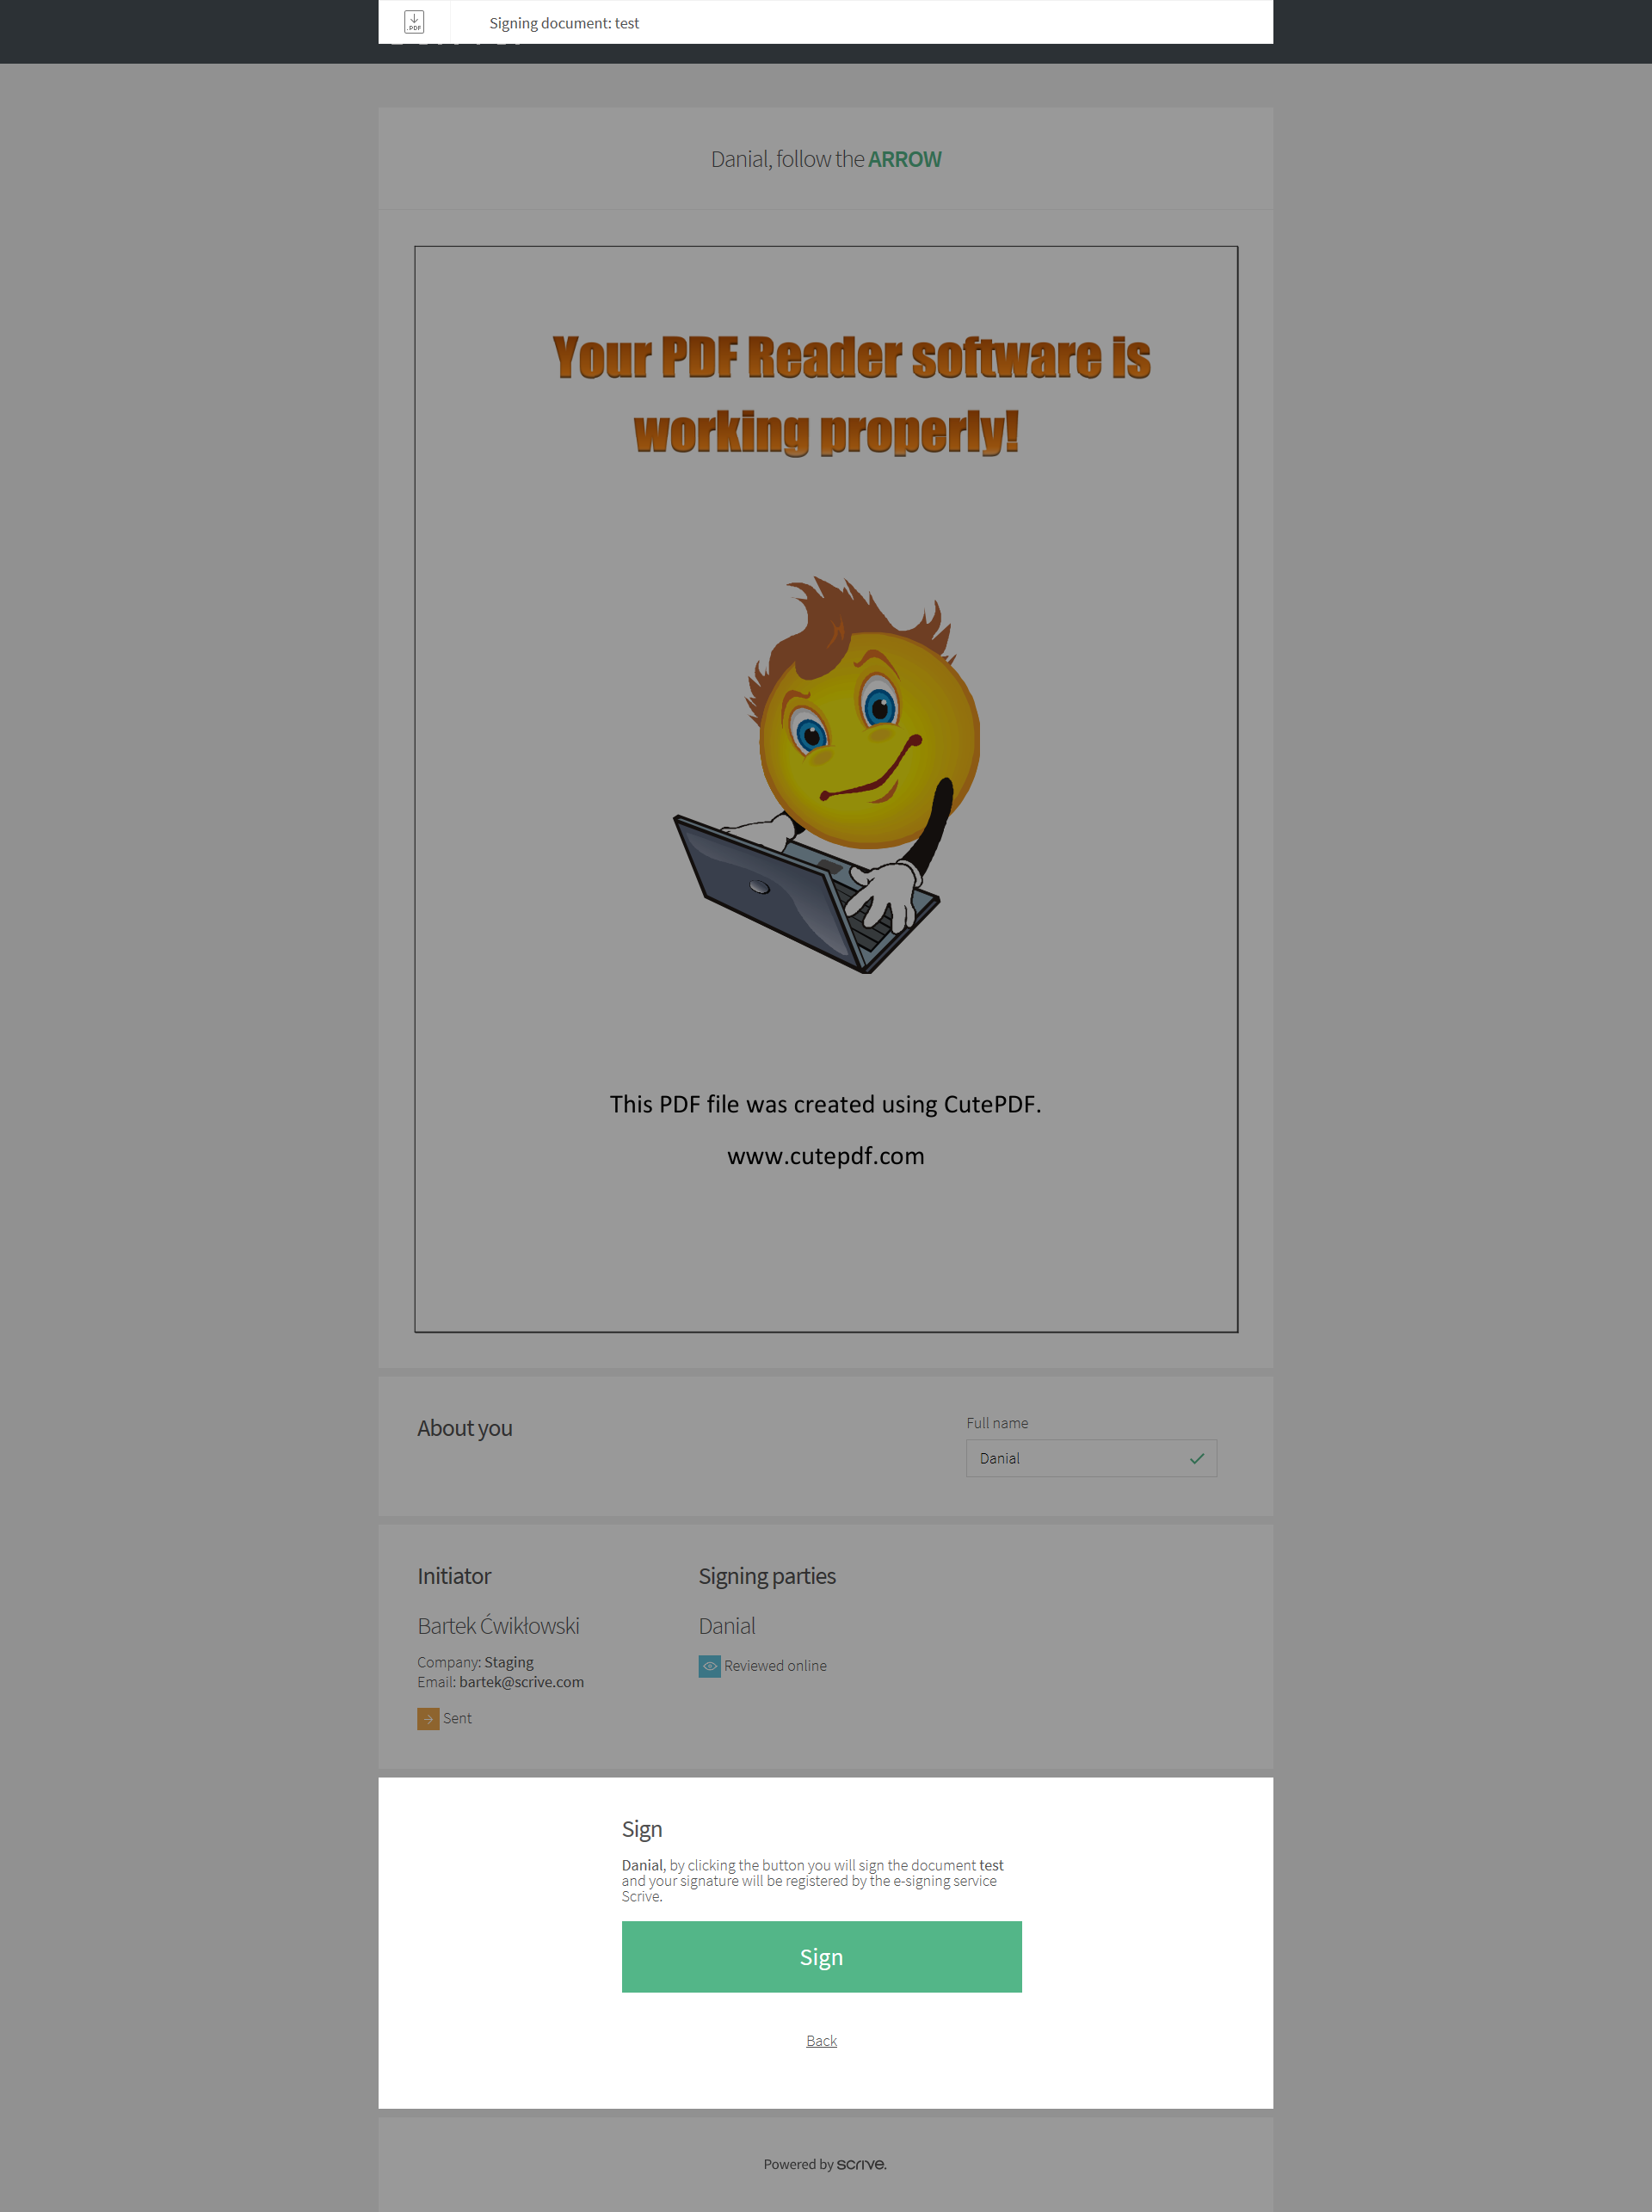 .PDF
Signing document: test
Danial, follow the ARROW
Your PDF Reader software is
working properly!
This PDF file was created using CutePDF.
www.cutepdf.com
About you
Full name
Danial
Initiator
Bartek Ćwikłowski
Company: Staging
Email: bartek@scrive.com
Sent
Signing parties
Danial
Reviewed online
Sign
Danial, by clicking the button you will sign the document test
and your signature will be registered by the e-signing service
Scrive.
Sign
Back
Powered by scrive.